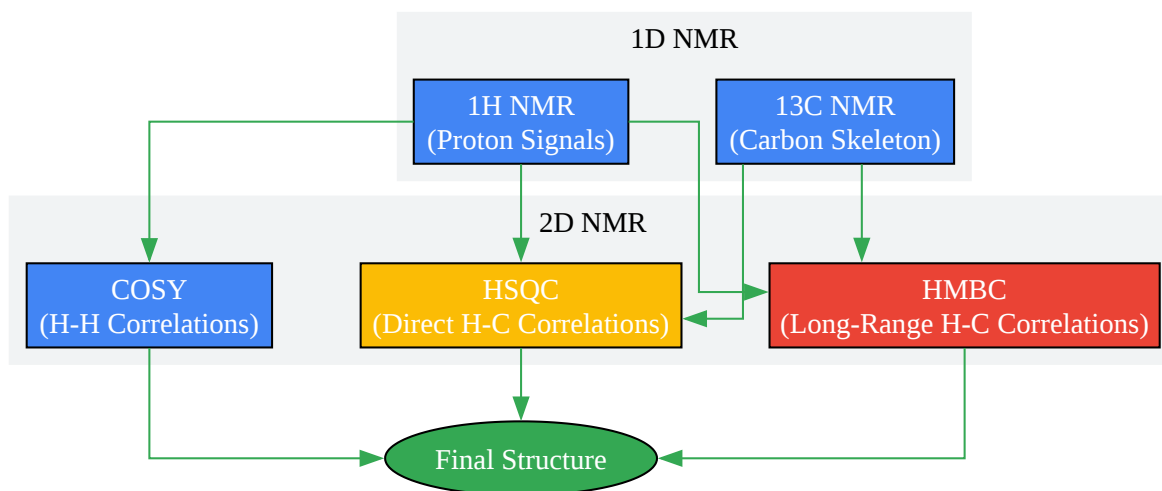 1D NMR
1H NMR
(Proton Signals)
13C NMR
(Carbon Skeleton)
2D NMR
COSY
(H-H Correlations)
HSQC
(Direct H-C Correlations)
HMBC
(Long-Range H-C Correlations)
Final Structure